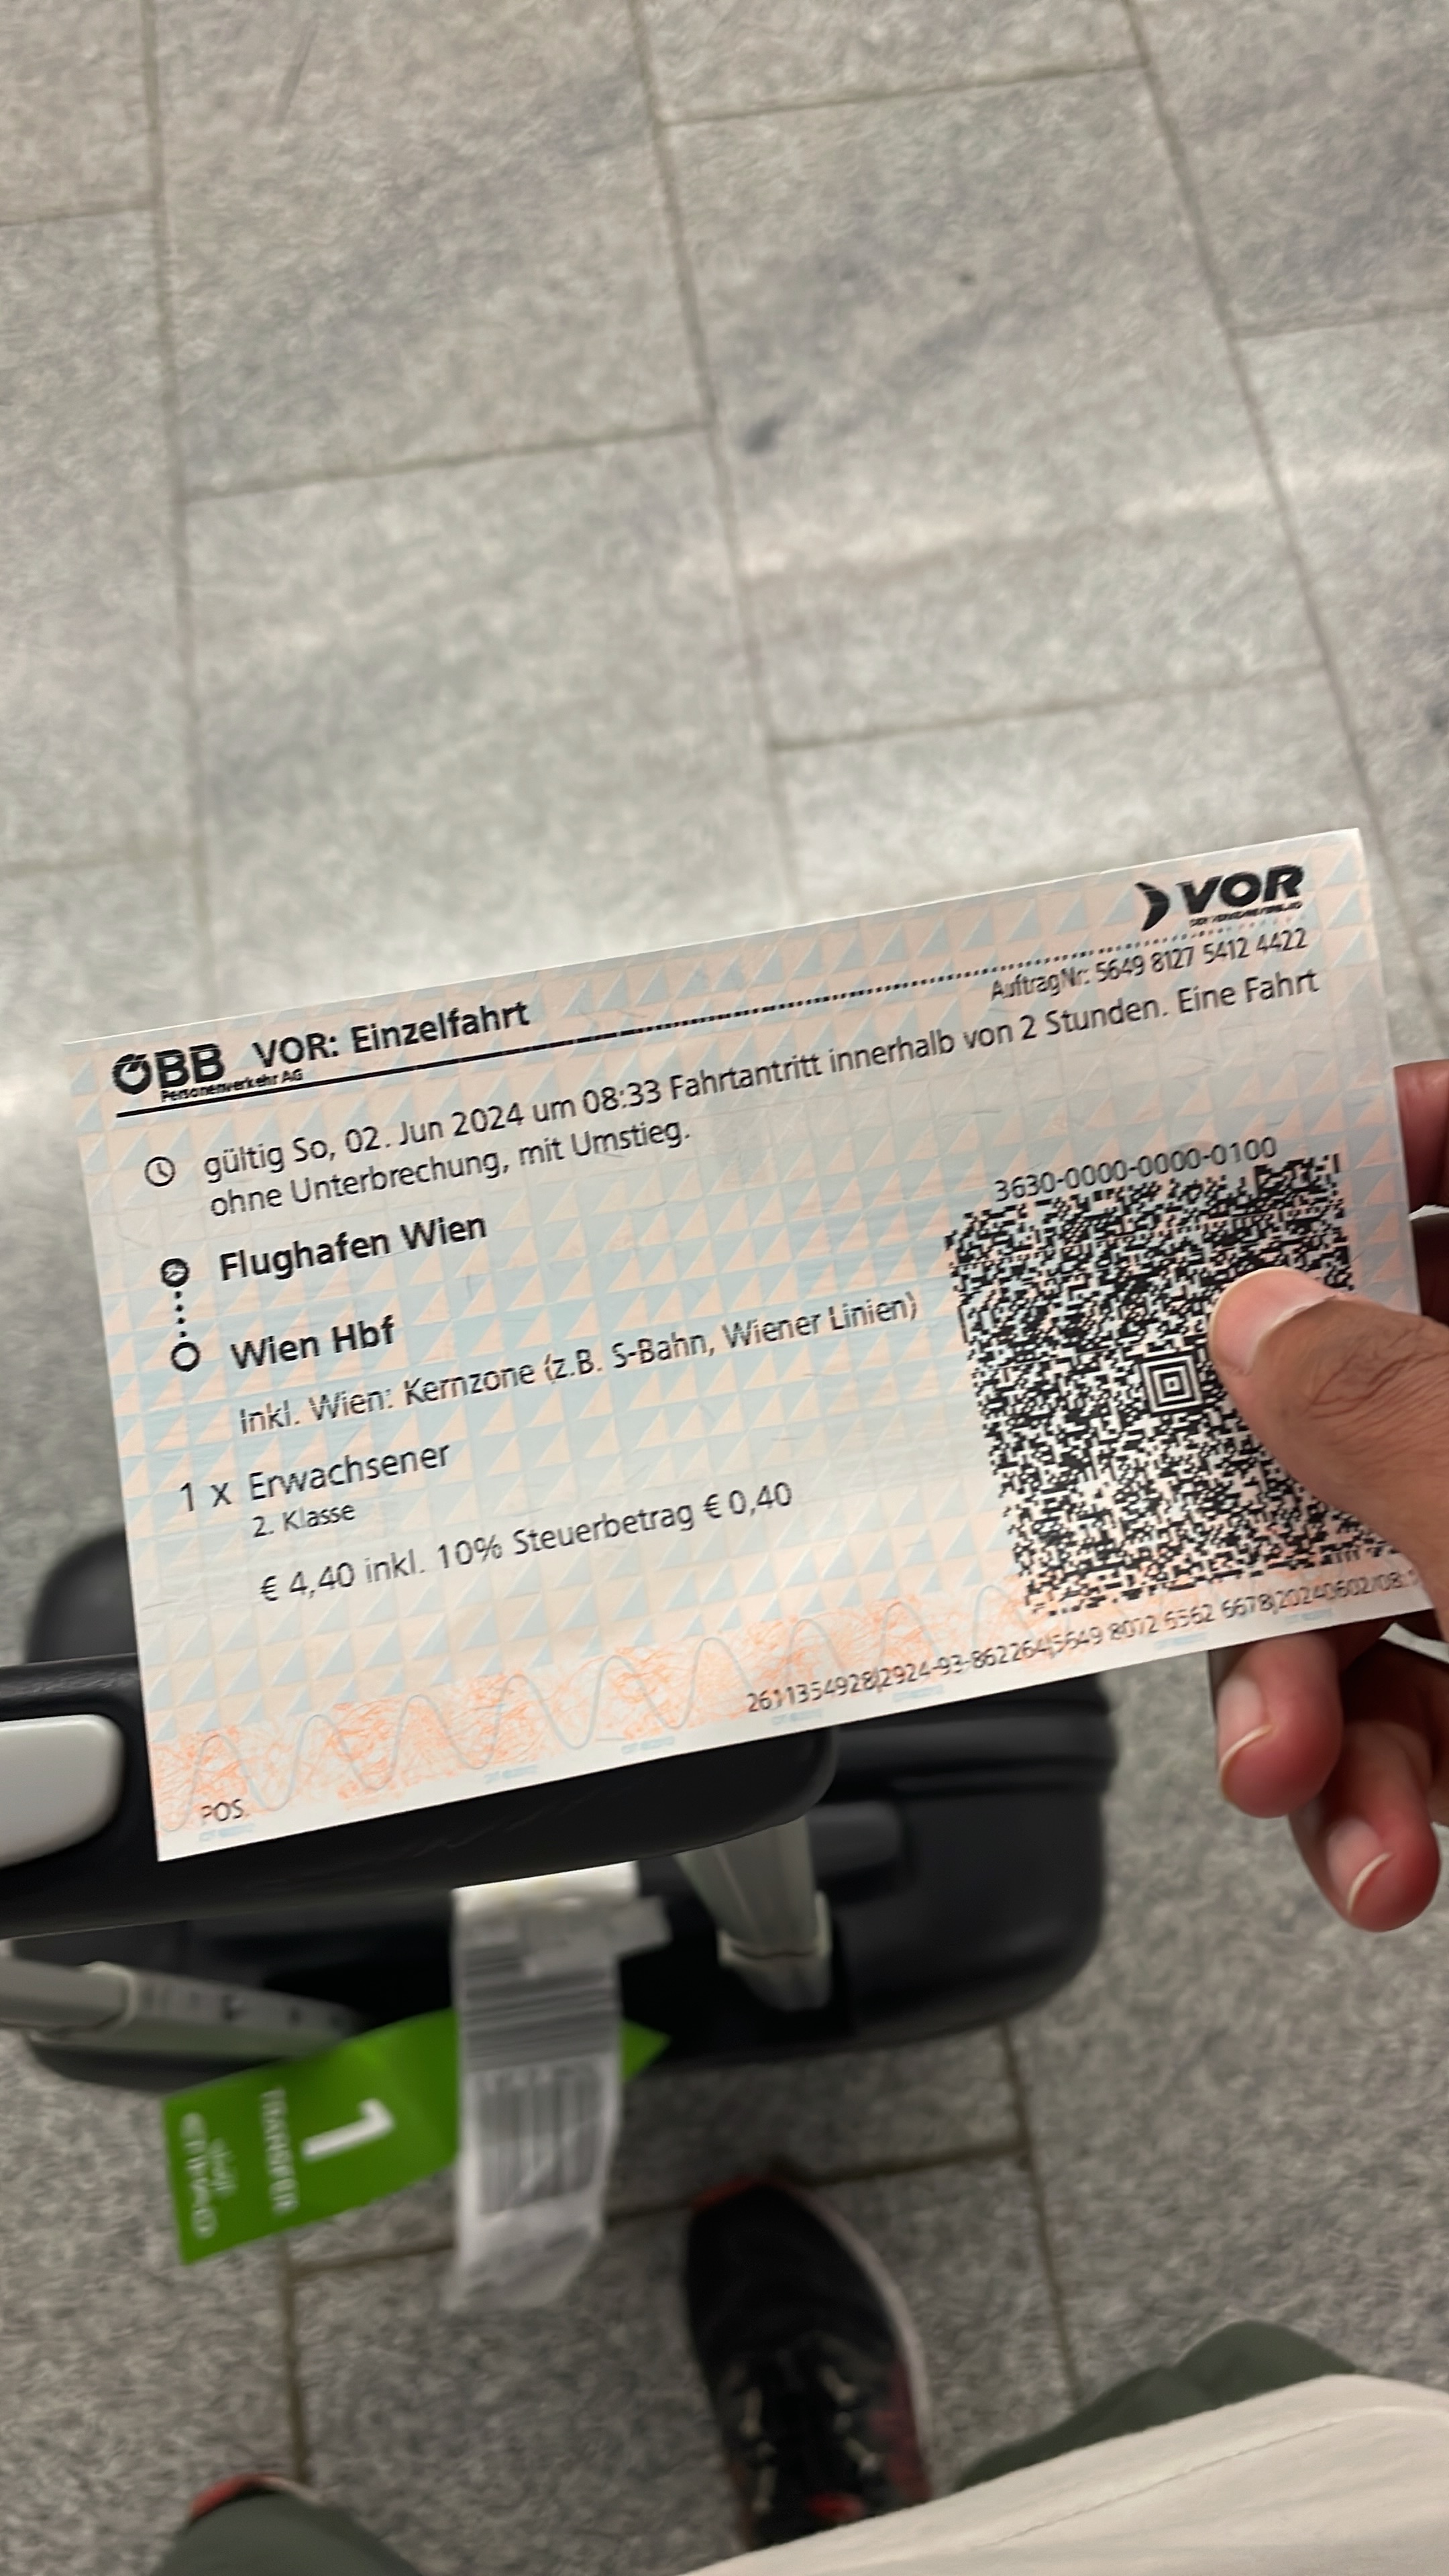 ÖBB VOR: Einzelfahrt
Personenverkehr AG
VOR
AuftragNr: 5649 8127 5412 4422
gültig So, 02. Jun 2024 um 08:33 Fahrtantritt innerhalb von 2 Stunden. Eine Fahrt
ohne Unterbrechung, mit Umstieg.
3630-0000-0000-0100
Flughafen Wien
Wien Hbf
Inkl. Wien: Kernzone (z.B. S-Bahn, Wiener Linien)
1 x Erwachsener
2. Klasse
€ 4,40 inkl. 10% Steuerbetrag € 0,40
2611354928|2924-93-862264|5649 8072 6562 6678|20240602/08:
POS
1
ETIHAD